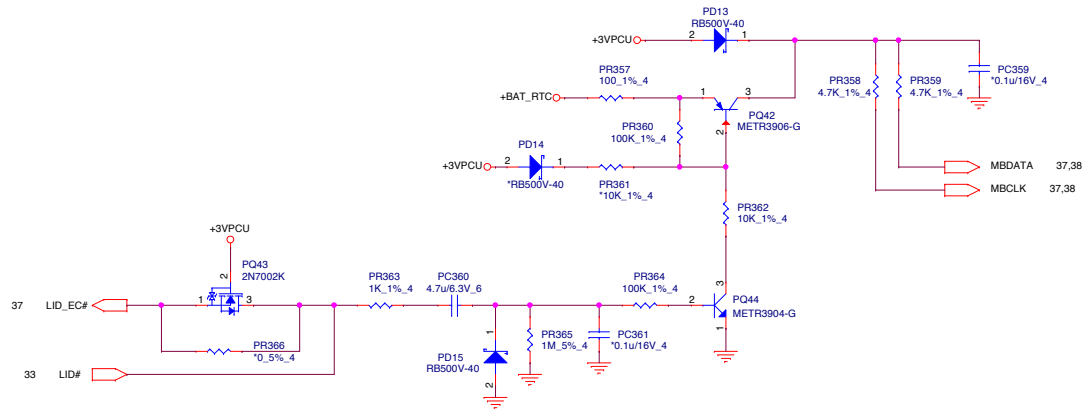 PD13
RB500V-40
+3VPCU
2
1
PR357
100_1%_4
+BAT_RTC
1
3
PQ42
METR3906-G
2
PR358
4.7K_1%_4
PR359
4.7K_1%_4
PC359
*0.1u/16V_4
PR360
100K_1%_4
PD14
+3VPCU
2
1
*RB500V-40
PR361
*10K_1%_4
MBDATA
37,38
MBCLK
37,38
PR362
10K_1%_4
+3VPCU
2
PQ43
2N7002K
37
LID_EC#
1
3
PR363
1K_1%_4
PC360
4.7u/6.3V_6
PR364
100K_1%_4
2
3
PQ44
METR3904-G
1
PR366
*0_5%_4
1
PD15
RB500V-40
2
PR365
1M_5%_4
PC361
*0.1u/16V_4
33
LID#